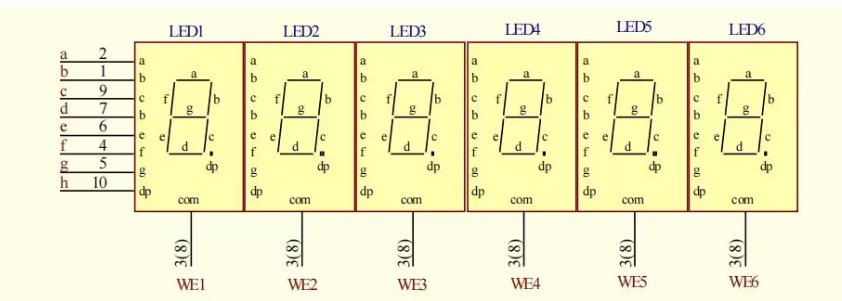 LED1 LED2 LED3 LED4 LED5 LED6
a 2 a a a a a a
b 1 b b b b b b
a a a a a a
c 9 c f b c f b c f b c f b c f b c f b
g g g g g g
d 7 b b b b b b
e 6 e e c e e c e e c e e c e e c e e c
d d d d d d
f 4 f f f f f f
g 5 g dp g dp g dp g dp g dp g dp
h 10 dp dp dp dp dp dp
com com com com com com
3(8) 3(8) 3(8) 3(8) 3(8) 3(8)
WE1 WE2 WE3 WE4 WE5 WE6